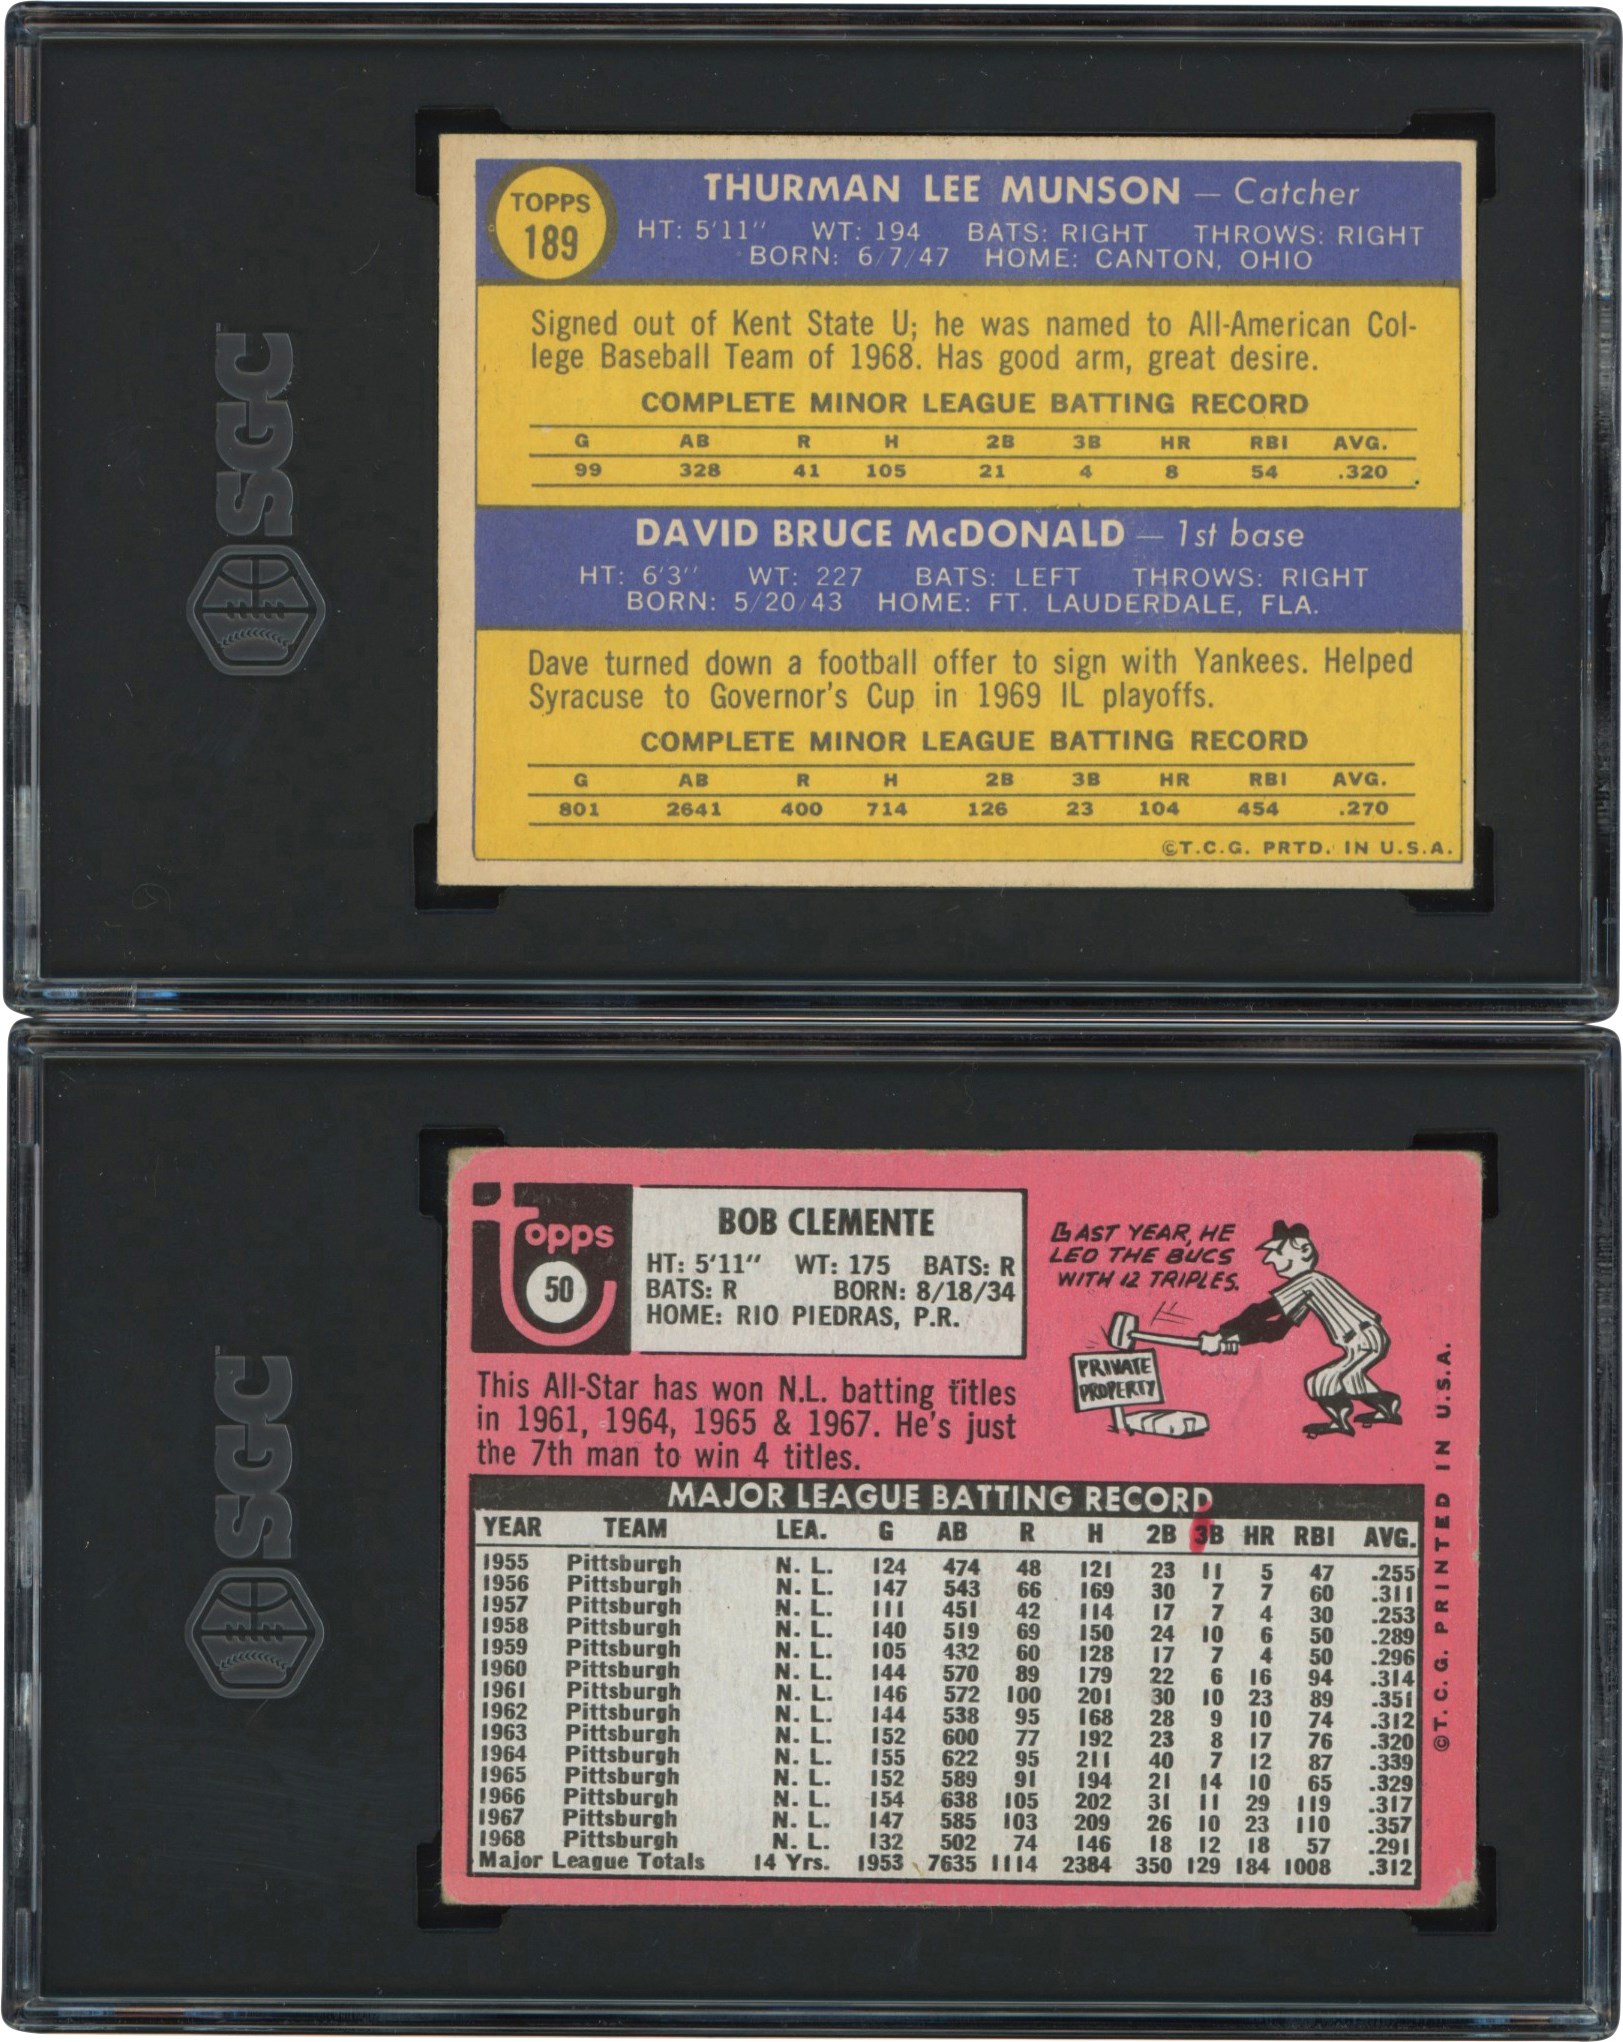 SGC
TOPPS
189
THURMAN LEE MUNSON — Catcher
HT: 5'11" WT: 194 BATS: RIGHT THROWS: RIGHT
BORN: 6/7/47 HOME: CANTON, OHIO
Signed out of Kent State U; he was named to All-American Col-
lege Baseball Team of 1968. Has good arm, great desire.
COMPLETE MINOR LEAGUE BATTING RECORD
G AB R H 2B 3B HR RBI AVG.
99 328 41 105 21 4 8 54 .320
DAVID BRUCE McDONALD — 1st base
HT: 6'3" WT: 227 BATS: LEFT THROWS: RIGHT
BORN: 5/20/43 HOME: FT. LAUDERDALE, FLA.
Dave turned down a football offer to sign with Yankees. Helped
Syracuse to Governor's Cup in 1969 IL playoffs.
COMPLETE MINOR LEAGUE BATTING RECORD
G AB R H 2B 3B HR RBI AVG.
801 2641 400 714 126 23 104 454 .270
©T.C.G. PRTD. IN U.S.A.
SGC
Topps
50
BOB CLEMENTE
HT: 5'11" WT: 175 BATS: R
BATS: R BORN: 8/18/34
HOME: RIO PIEDRAS, P.R.
LAST YEAR, HE
LED THE BUCS
WITH 12 TRIPLES.
PRIVATE
PROPERTY
This All-Star has won N.L. batting titles
in 1961, 1964, 1965 & 1967. He's just
the 7th man to win 4 titles.
MAJOR LEAGUE BATTING RECORD
YEAR TEAM LEA. G AB R H 2B 3B HR RBI AVG.
1955 Pittsburgh N. L. 124 474 48 121 23 11 5 47 .255
1956 Pittsburgh N. L. 147 543 66 169 30 7 7 60 .311
1957 Pittsburgh N. L. 111 451 42 114 17 7 4 30 .253
1958 Pittsburgh N. L. 140 519 69 150 24 10 6 50 .289
1959 Pittsburgh N. L. 105 432 60 128 17 7 4 50 .296
1960 Pittsburgh N. L. 144 570 89 179 22 6 16 94 .314
1961 Pittsburgh N. L. 146 572 100 201 30 10 23 89 .351
1962 Pittsburgh N. L. 144 538 95 168 28 9 10 74 .312
1963 Pittsburgh N. L. 152 600 77 192 23 8 17 76 .320
1964 Pittsburgh N. L. 155 622 95 211 40 7 12 87 .339
1965 Pittsburgh N. L. 152 589 91 194 21 14 10 65 .329
1966 Pittsburgh N. L. 154 638 105 202 31 11 29 119 .317
1967 Pittsburgh N. L. 147 585 103 209 26 10 23 110 .357
1968 Pittsburgh N. L. 132 502 74 146 18 12 18 57 .291
Major League Totals 14 Yrs. 1953 7635 1114 2384 350 129 184 1008 .312
©T. C. G. PRINTED IN U.S.A.